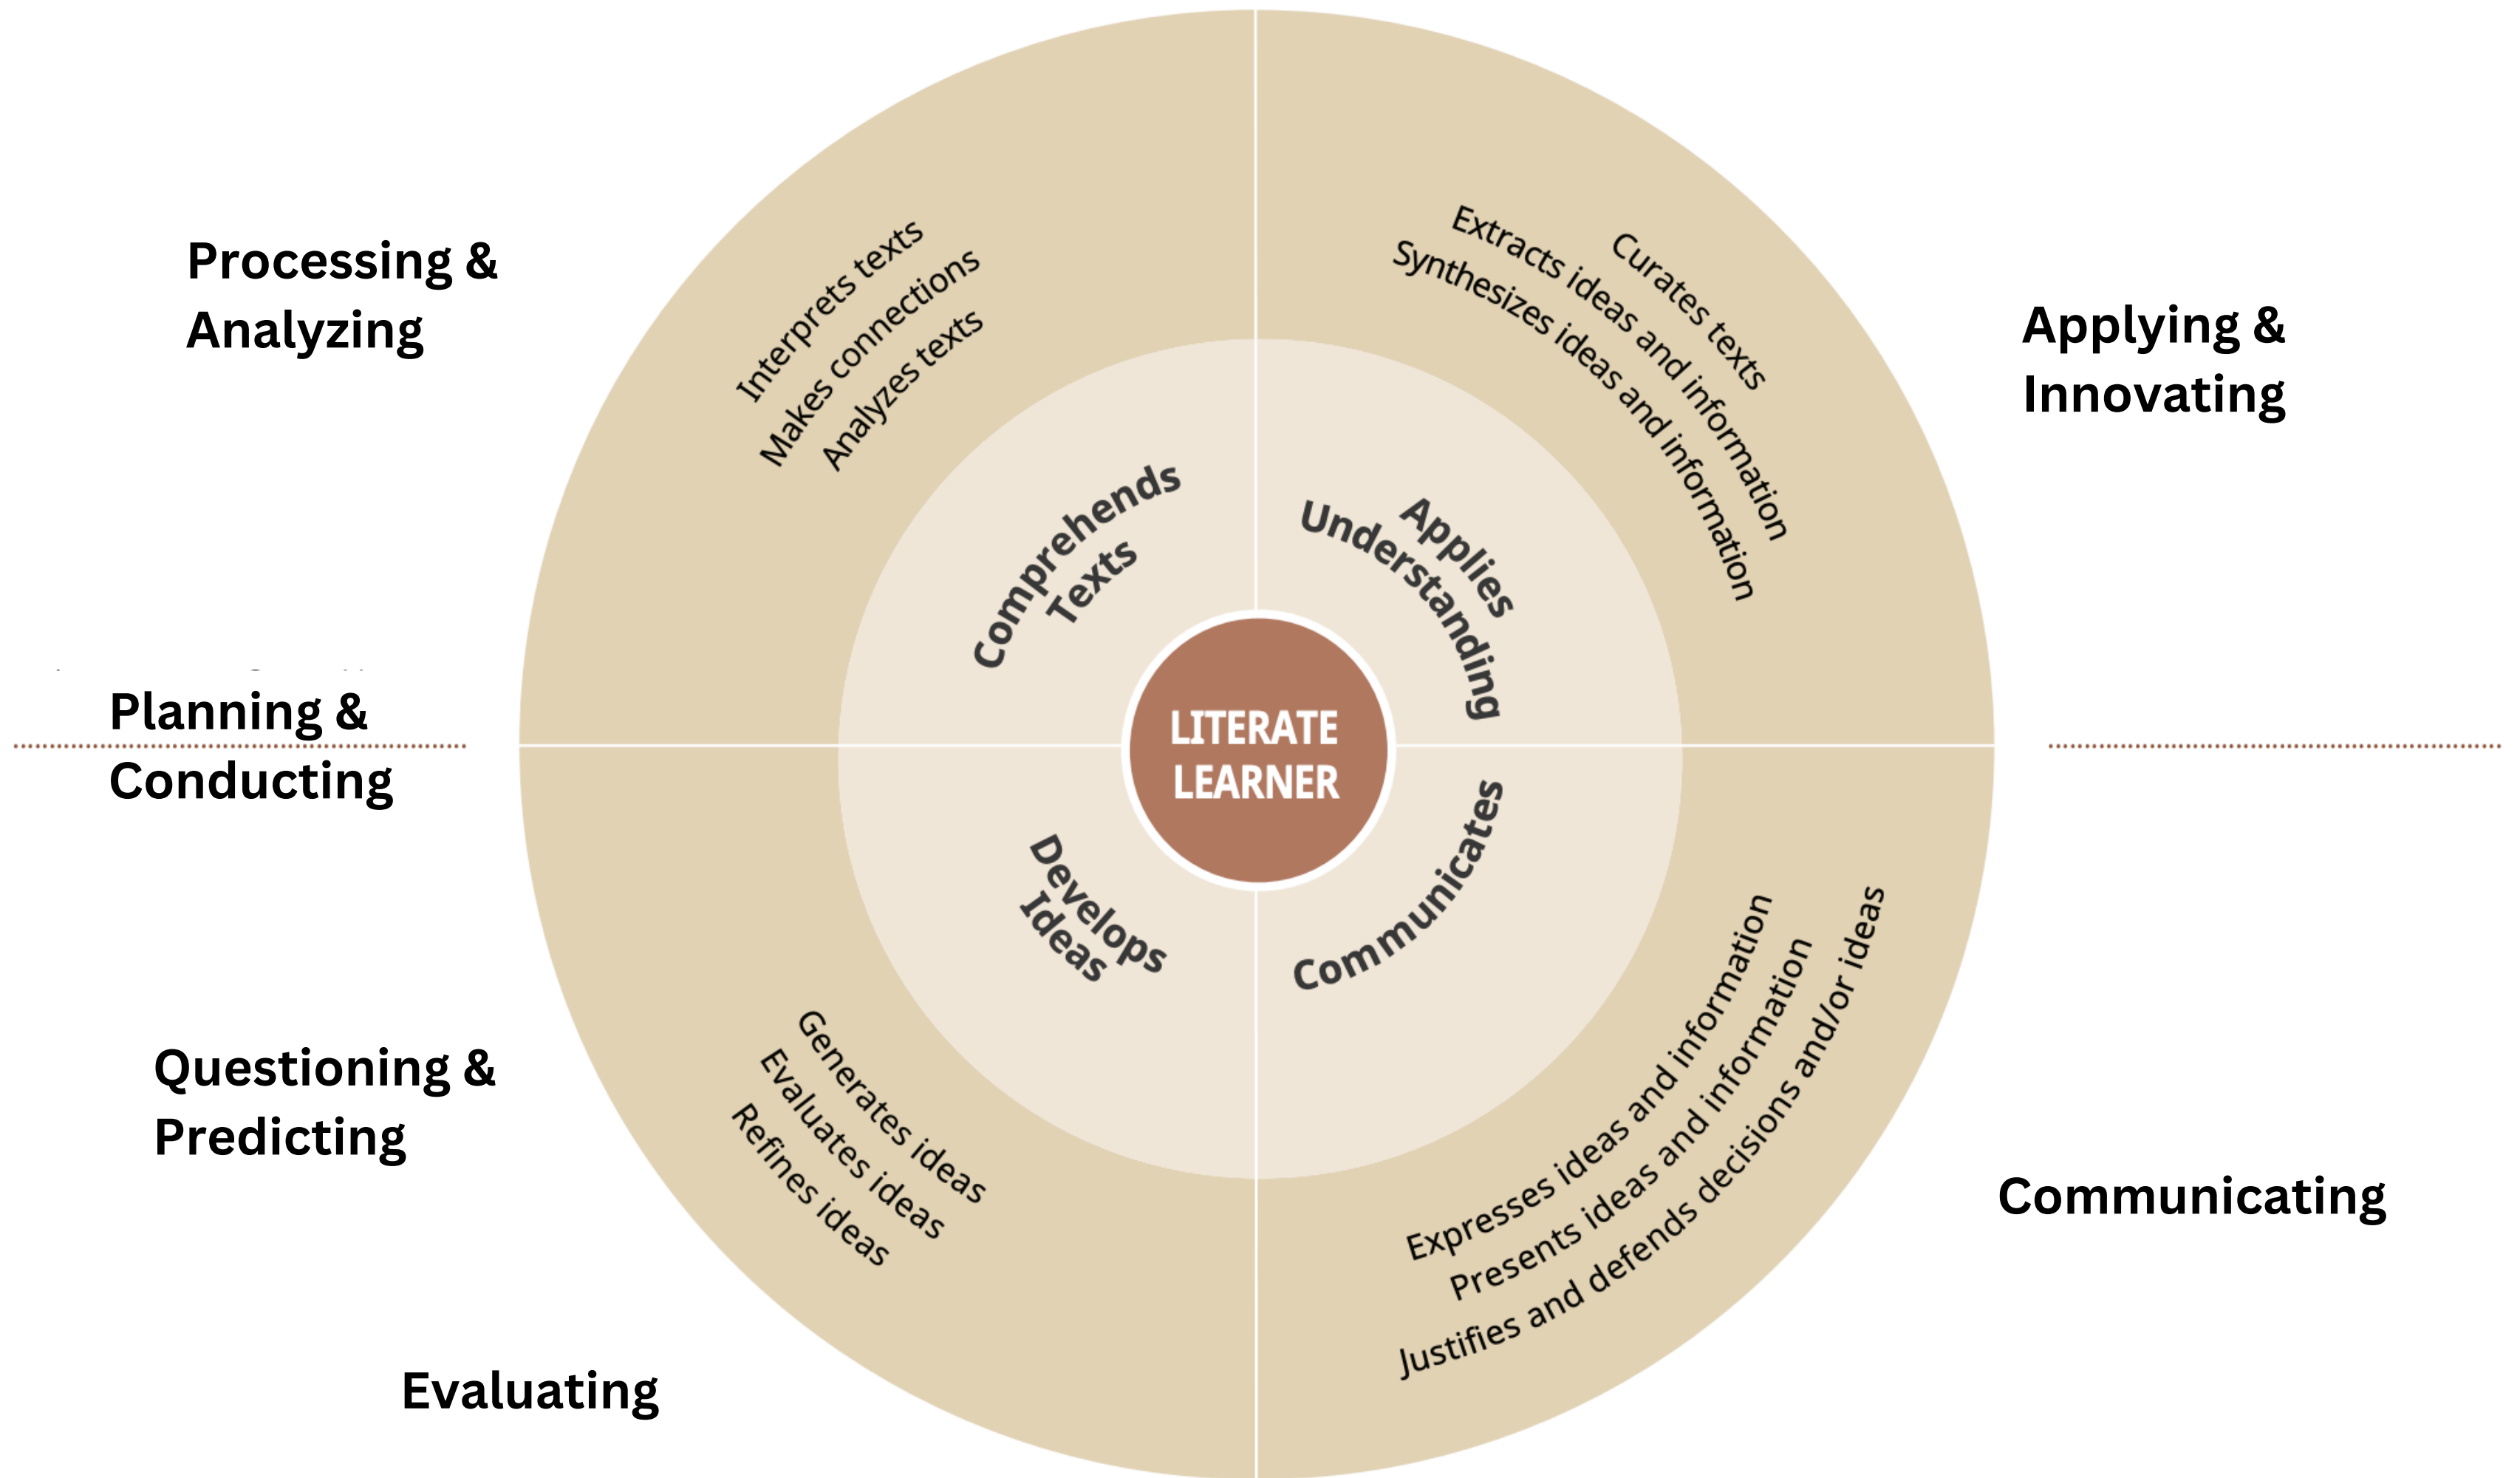 Processing &
Analyzing
Planning &
Conducting
Questioning &
Predicting
Evaluating
Interprets texts
Makes connections
Analyzes texts
Comprehends
Texts
Curates texts
Extracts ideas and information
Synthesizes ideas and information
Applies
Understanding
LITERATE
LEARNER
Develops
Ideas
Generates ideas
Evaluates ideas
Refines ideas
Communicates
Expresses ideas and information
Presents ideas and information
Justifies and defends decisions and/or ideas
Applying &
Innovating
Communicating